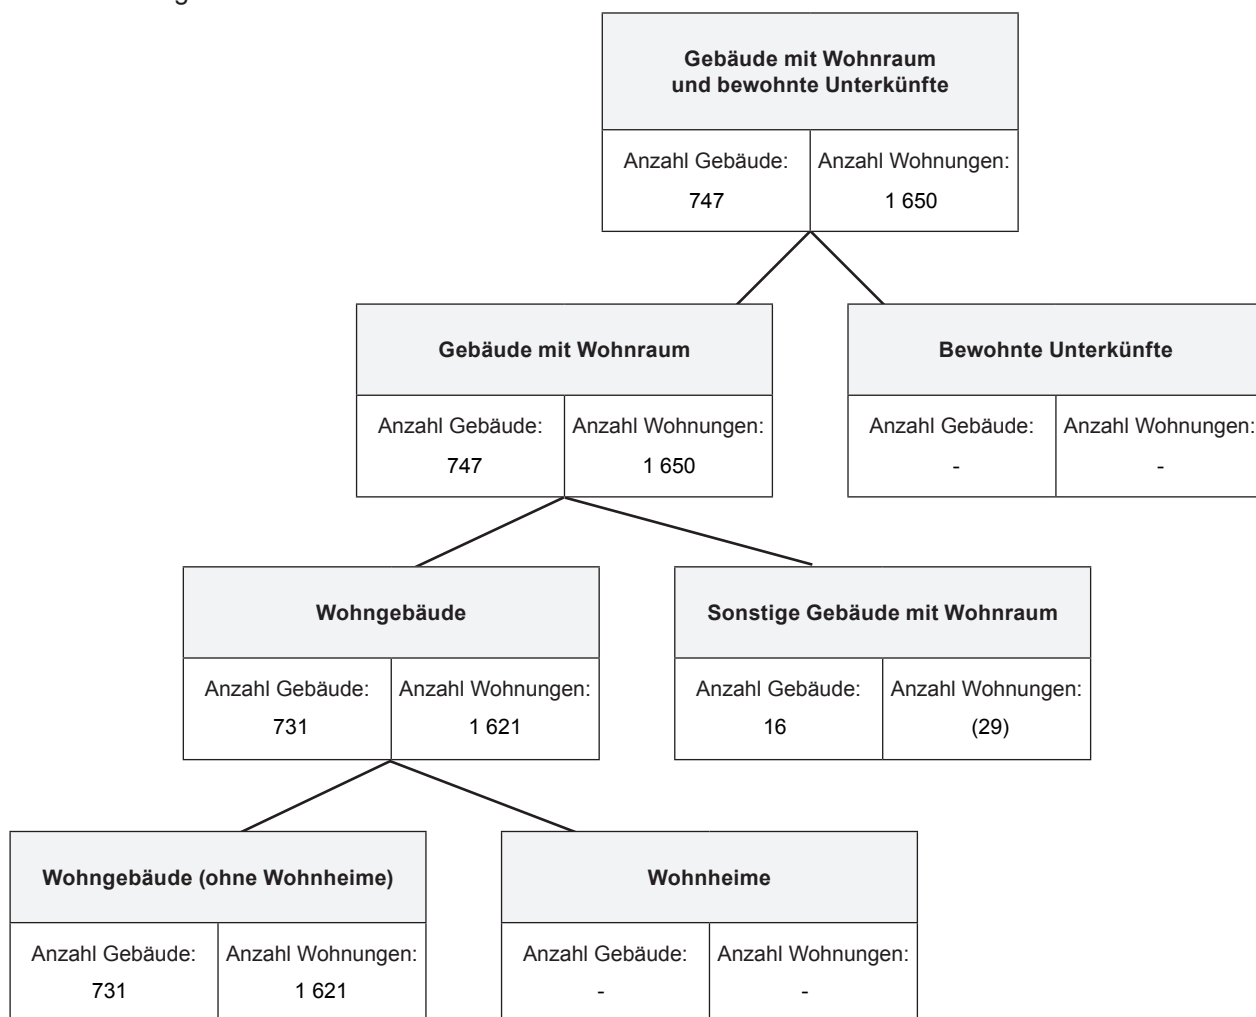 Gebäude mit Wohnraum
und bewohnte Unterkünfte
Anzahl Gebäude: Anzahl Wohnungen:
747 1 650
Gebäude mit Wohnraum Bewohnte Unterkünfte
Anzahl Gebäude: Anzahl Wohnungen: Anzahl Gebäude: Anzahl Wohnungen:
747 1 650 - -
Wohngebäude Sonstige Gebäude mit Wohnraum
Anzahl Gebäude: Anzahl Wohnungen: Anzahl Gebäude: Anzahl Wohnungen:
731 1 621 16 (29)
Wohngebäude (ohne Wohnheime) Wohnheime
Anzahl Gebäude: Anzahl Wohnungen: Anzahl Gebäude: Anzahl Wohnungen:
731 1 621 - -